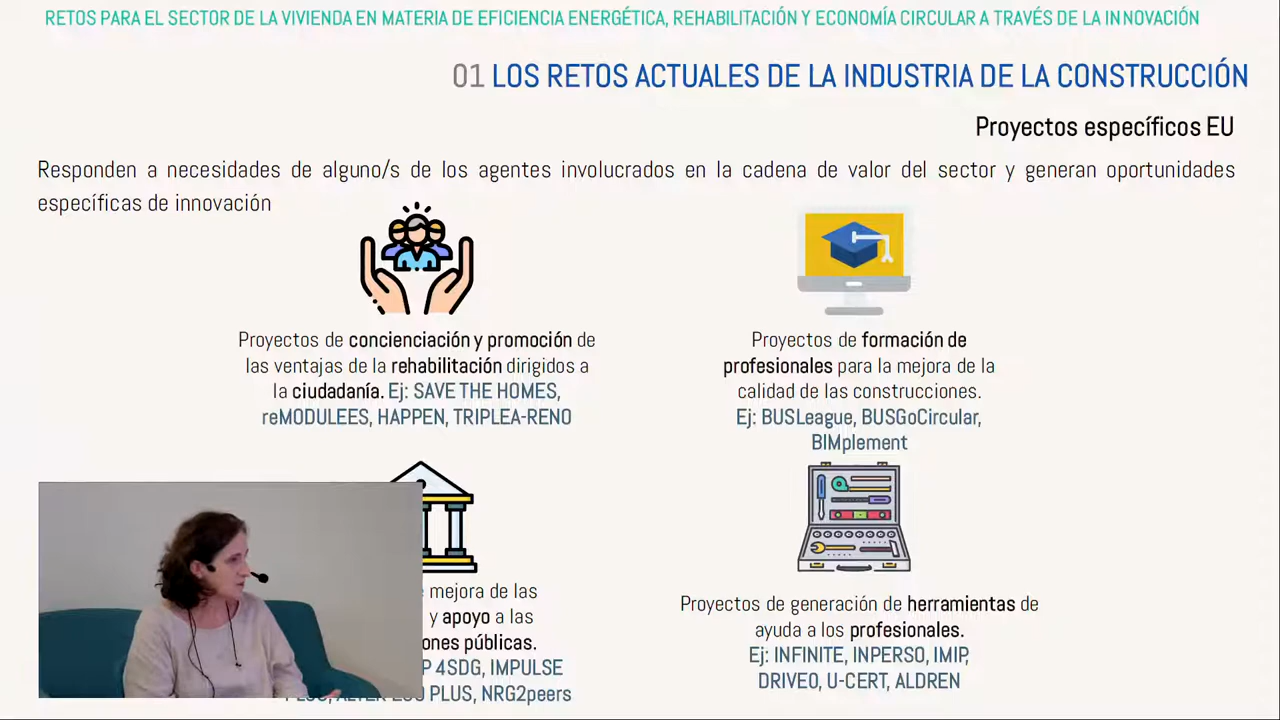 RETOS PARA EL SECTOR DE LA VIVIENDA EN MATERIA DE EFICIENCIA ENERGÉTICA, REHABILITACIÓN Y ECONOMÍA CIRCULAR A TRAVÉS DE LA INNOVACIÓN
01 LOS RETOS ACTUALES DE LA INDUSTRIA DE LA CONSTRUCCIÓN
Proyectos específicos EU
Responden a necesidades de alguno/s de los agentes involucrados en la cadena de valor del sector y generan oportunidades
específicas de innovación
Proyectos de concienciación y promoción de
las ventajas de la rehabilitación dirigidos a
la ciudadanía. Ej: SAVE THE HOMES,
reMODULEES, HAPPEN, TRIPLEA-RENO
Proyectos de formación de
profesionales para la mejora de la
calidad de las construcciones.
Ej: BUSLeague, BUSGoCircular,
BIMplement
mejora de las
y apoyo a las
ones públicas.
P 4SDG, IMPULSE
PLUS, NRG2peers
Proyectos de generación de herramientas de
ayuda a los profesionales.
Ej: INFINITE, INPERSO, IMIP,
DRIVE0, U-CERT, ALDREN